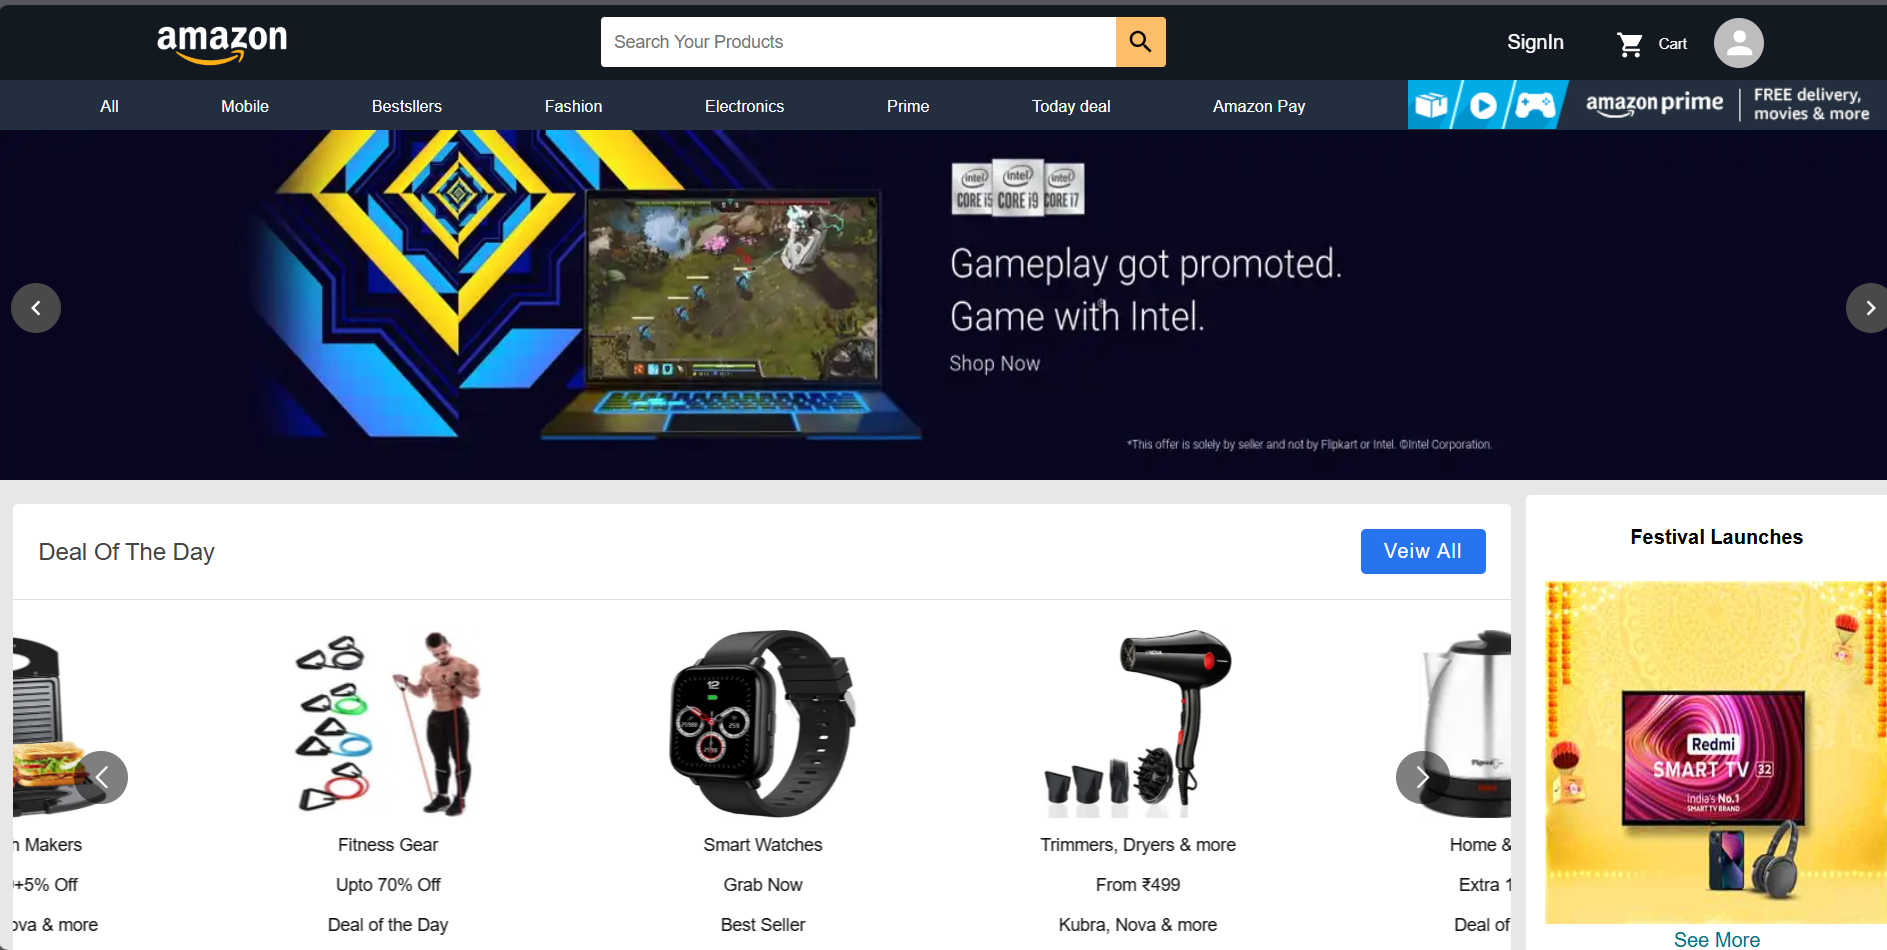 amazon
Search Your Products
SignIn
Cart
All
Mobile
Bestsllers
Fashion
Electronics
Prime
Today deal
Amazon Pay
amazon prime
FREE delivery,
movies & more
intel intel intel
CORE i5 CORE i9 CORE i7
Gameplay got promoted.
Game with Intel.
Shop Now
*This offer is solely by seller and not by Flipkart or Intel. ©Intel Corporation.
Deal Of The Day
Veiw All
Makers
+5% Off
& more
Fitness Gear
Upto 70% Off
Deal of the Day
12
Smart Watches
Grab Now
Best Seller
NOVA
Trimmers, Dryers & more
From ₹499
Kubra, Nova & more
Pigeon
Home &
Extra 1
Deal of
Festival Launches
Redmi
SMART TV 32
India's No.1
SMART TV BRAND
See More